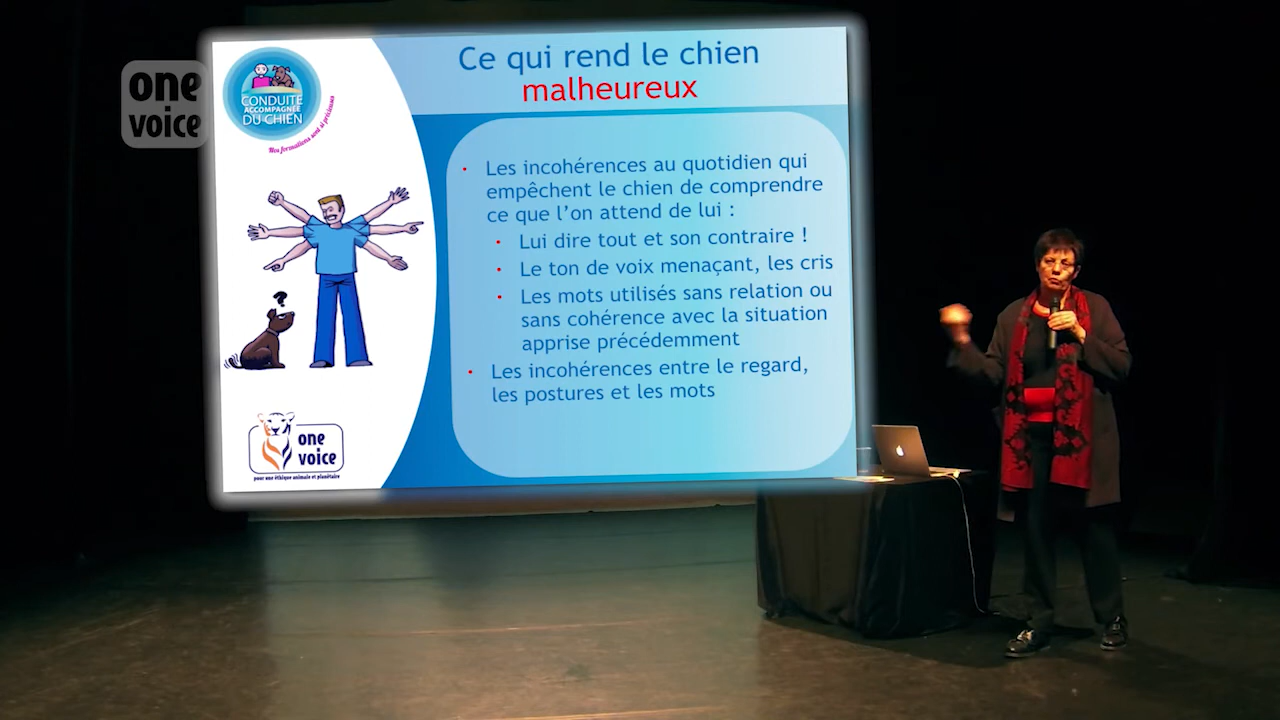 one
voice
CONDUITE
ACCOMPAGNÉE
DU CHIEN
Nos formations sont si précieuses
Ce qui rend le chien
malheureux
• Les incohérences au quotidien qui
empêchent le chien de comprendre
ce que l'on attend de lui :
• Lui dire tout et son contraire !
• Le ton de voix menaçant, les cris
• Les mots utilisés sans relation ou
sans cohérence avec la situation
apprise précédemment
• Les incohérences entre le regard,
les postures et les mots
?
one
voice
pour une éthique animale et planétaire